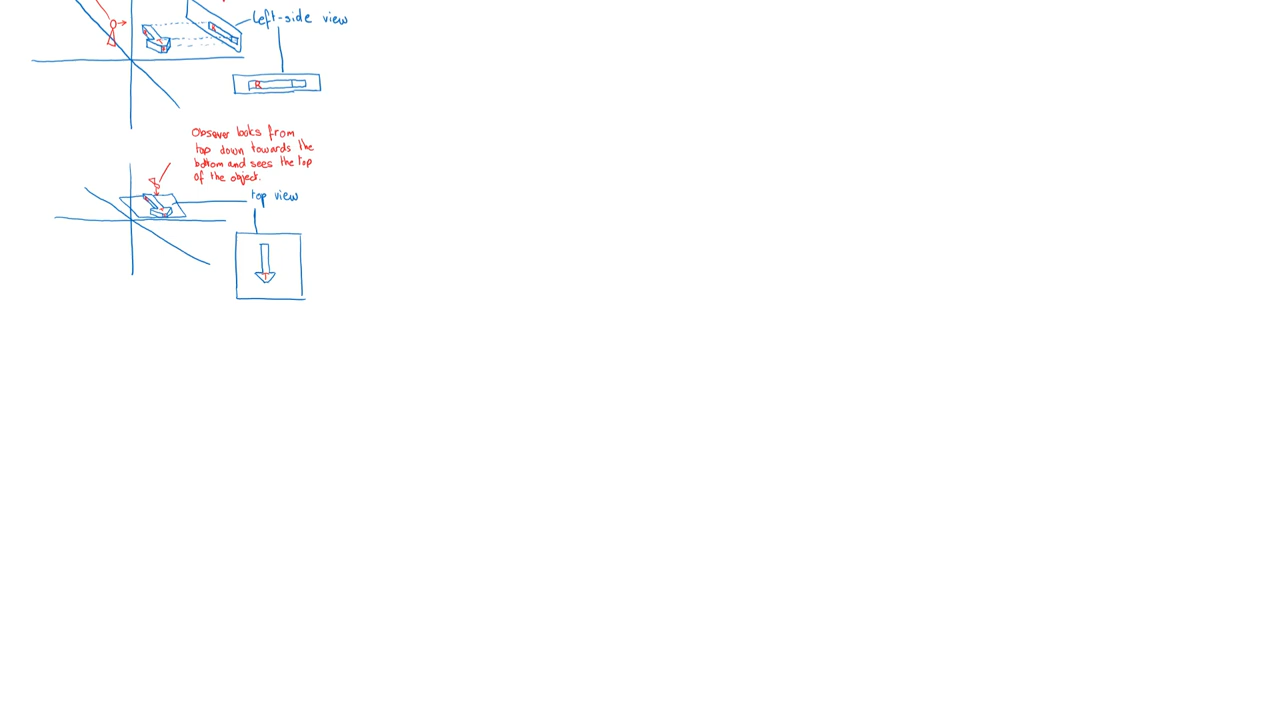 Left-side view
R
R
Observer looks from
top down towards the
bottom and sees the top
of the object.
top view
T